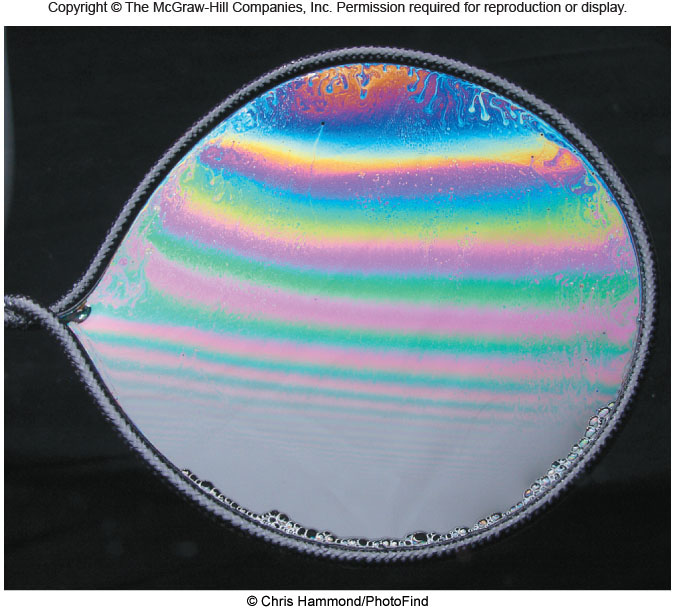 Copyright © The McGraw-Hill Companies, Inc. Permission required for reproduction or display.
© Chris Hammond/PhotoFind